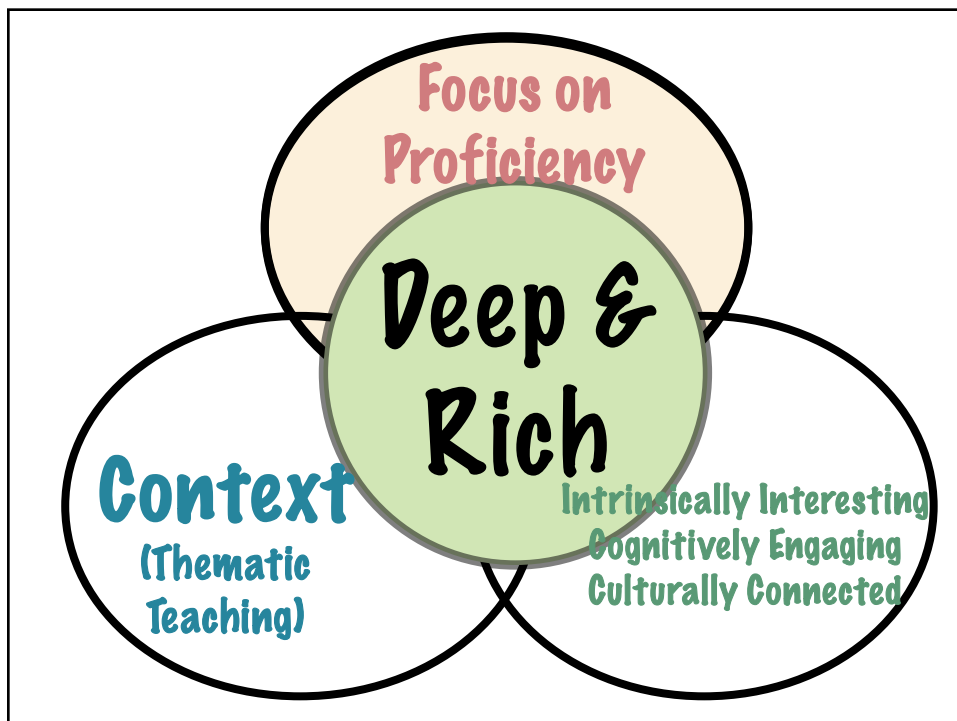 Focus on
Proficiency
Deep &
Rich
Context
(Thematic
Teaching)
Intrinsically Interesting
Cognitively Engaging
Culturally Connected